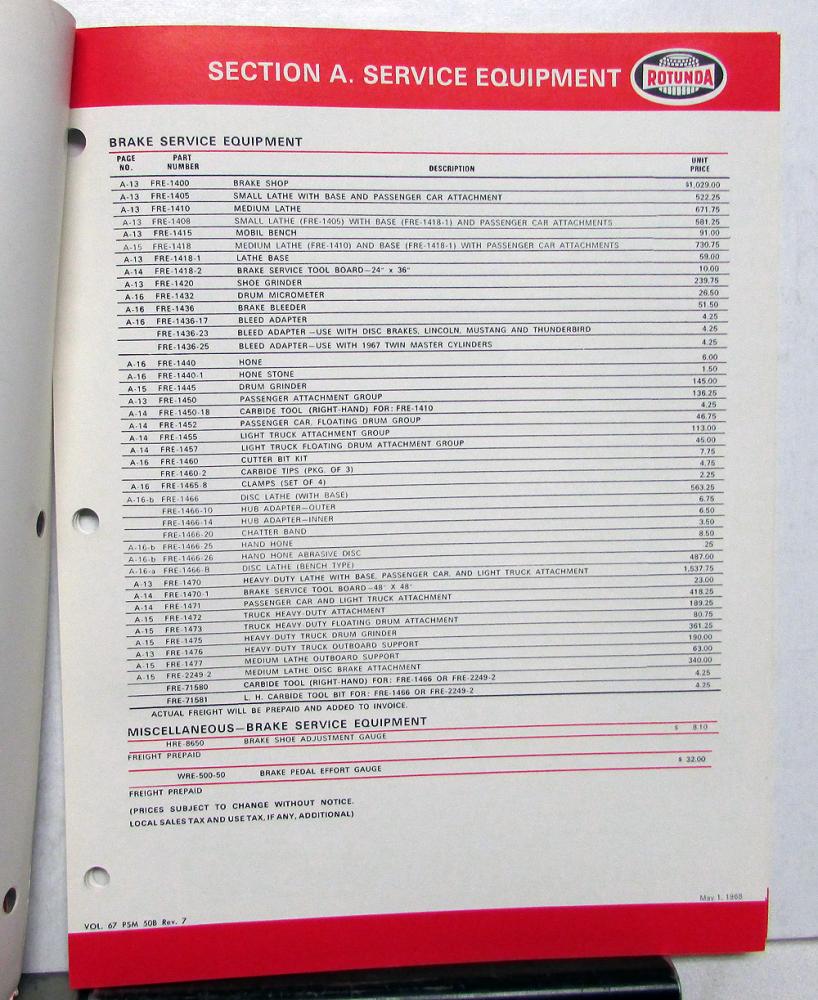 SECTION A. SERVICE EQUIPMENT ROTUNDA
BRAKE SERVICE EQUIPMENT
PAGE NO. PART NUMBER DESCRIPTION UNIT PRICE
A-13 FRE-1400 BRAKE SHOP $1,029.00
A-13 FRE-1405 SMALL LATHE WITH BASE AND PASSENGER CAR ATTACHMENT 522.25
A-13 FRE-1410 MEDIUM LATHE 671.75
A-13 FRE-1408 SMALL LATHE (FRE-1405) WITH BASE (FRE-1418-1) AND PASSENGER CAR ATTACHMENTS 581.25
A-13 FRE-1415 MOBIL BENCH 91.00
A-15 FRE-1418 MEDIUM LATHE (FRE-1410) AND BASE (FRE-1418-1) WITH PASSENGER CAR ATTACHMENTS 730.75
A-13 FRE-1418-1 LATHE BASE 59.00
A-14 FRE-1418-2 BRAKE SERVICE TOOL BOARD—24" x 36" 10.00
A-13 FRE-1420 SHOE GRINDER 239.75
A-16 FRE-1432 DRUM MICROMETER 26.50
A-16 FRE-1436 BRAKE BLEEDER 51.50
A-16 FRE-1436-17 BLEED ADAPTER 4.25
FRE-1436-23 BLEED ADAPTER —USE WITH DISC BRAKES, LINCOLN, MUSTANG AND THUNDERBIRD 4.25
FRE-1436-25 BLEED ADAPTER—USE WITH 1967 TWIN MASTER CYLINDERS 4.25
A-16 FRE-1440 HONE 6.00
A-16 FRE-1440-1 HONE STONE 1.50
A-15 FRE-1445 DRUM GRINDER 145.00
A-13 FRE-1450 PASSENGER ATTACHMENT GROUP 136.25
A-14 FRE-1450-18 CARBIDE TOOL (RIGHT-HAND) FOR: FRE-1410 4.25
A-14 FRE-1452 PASSENGER CAR, FLOATING DRUM GROUP 46.75
A-14 FRE-1455 LIGHT TRUCK ATTACHMENT GROUP 113.00
A-14 FRE-1457 LIGHT TRUCK FLOATING DRUM ATTACHMENT GROUP 45.00
A-16 FRE-1460 CUTTER BIT KIT 7.75
FRE-1460-2 CARBIDE TIPS (PKG. OF 3) 4.75
A-16 FRE-1465-8 CLAMPS (SET OF 4) 2.25
A-16-b FRE-1466 DISC LATHE (WITH BASE) 563.25
FRE-1466-10 HUB ADAPTER—OUTER 6.75
FRE-1466-14 HUB ADAPTER—INNER 6.50
FRE-1466-20 CHATTER BAND 3.50
A-16-b FRE-1466-25 HAND HONE 8.50
A-16-b FRE-1466-26 HAND HONE ABRASIVE DISC 25
A-16-a FRE-1466-B DISC LATHE (BENCH TYPE) 487.00
A-13 FRE-1470 HEAVY DUTY LATHE WITH BASE, PASSENGER CAR, AND LIGHT TRUCK ATTACHMENT 1,537.75
A-14 FRE-1470-1 BRAKE SERVICE TOOL BOARD—48" X 48" 23.00
A-14 FRE-1471 PASSENGER CAR AND LIGHT TRUCK ATTACHMENT 418.25
A-15 FRE-1472 TRUCK HEAVY-DUTY ATTACHMENT 189.25
A-15 FRE-1473 TRUCK HEAVY-DUTY FLOATING DRUM ATTACHMENT 80.75
A-15 FRE-1475 HEAVY-DUTY TRUCK DRUM GRINDER 361.25
A-13 FRE-1476 HEAVY-DUTY TRUCK OUTBOARD SUPPORT 190.00
A-15 FRE-1477 MEDIUM LATHE OUTBOARD SUPPORT 63.00
A-15 FRE-2249-2 MEDIUM LATHE DISC BRAKE ATTACHMENT 340.00
FRE-71580 CARBIDE TOOL (RIGHT-HAND) FOR: FRE-1466 OR FRE-2249-2 4.25
FRE-71581 L. H. CARBIDE TOOL BIT FOR: FRE-1466 OR FRE-2249-2 4.25
ACTUAL FREIGHT WILL BE PREPAID AND ADDED TO INVOICE.
MISCELLANEOUS—BRAKE SERVICE EQUIPMENT
HRE-8650 BRAKE SHOE ADJUSTMENT GAUGE $ 8.10
FREIGHT PREPAID
WRE-500-50 BRAKE PEDAL EFFORT GAUGE $ 32.00
FREIGHT PREPAID
(PRICES SUBJECT TO CHANGE WITHOUT NOTICE.
LOCAL SALES TAX AND USE TAX, IF ANY, ADDITIONAL)
May 1, 1968
VOL. 67 PSM 50B Rev. 7